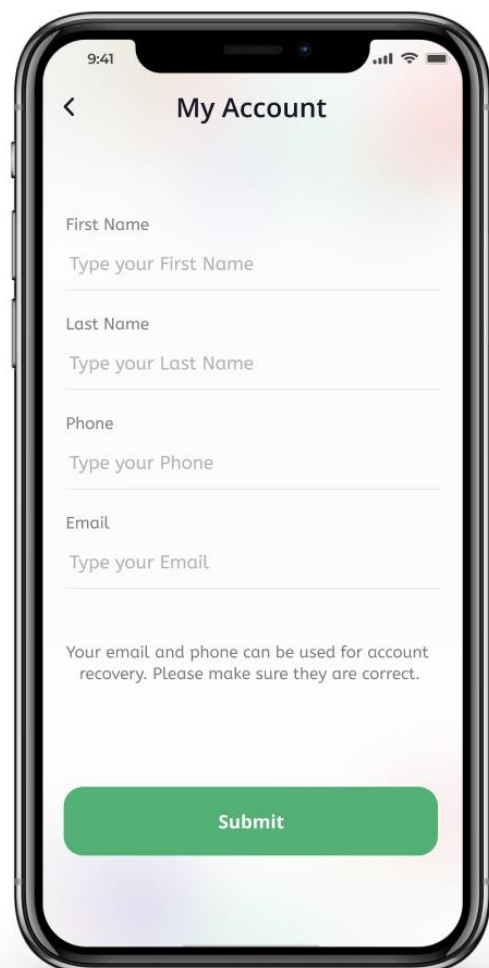 9:41
My Account
First Name
Type your First Name
Last Name
Type your Last Name
Phone
Type your Phone
Email
Type your Email
Your email and phone can be used for account
recovery. Please make sure they are correct.
Submit